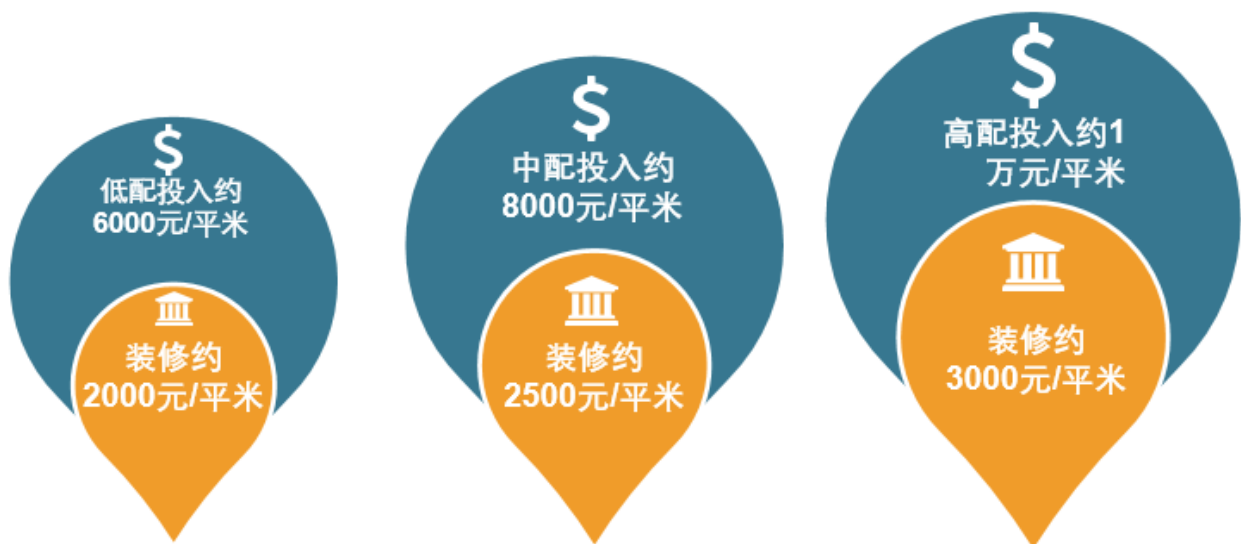 低配投入约
6000元/平米
装修约
2000元/平米
中配投入约
8000元/平米
装修约
2500元/平米
高配投入约1
万元/平米
装修约
3000元/平米